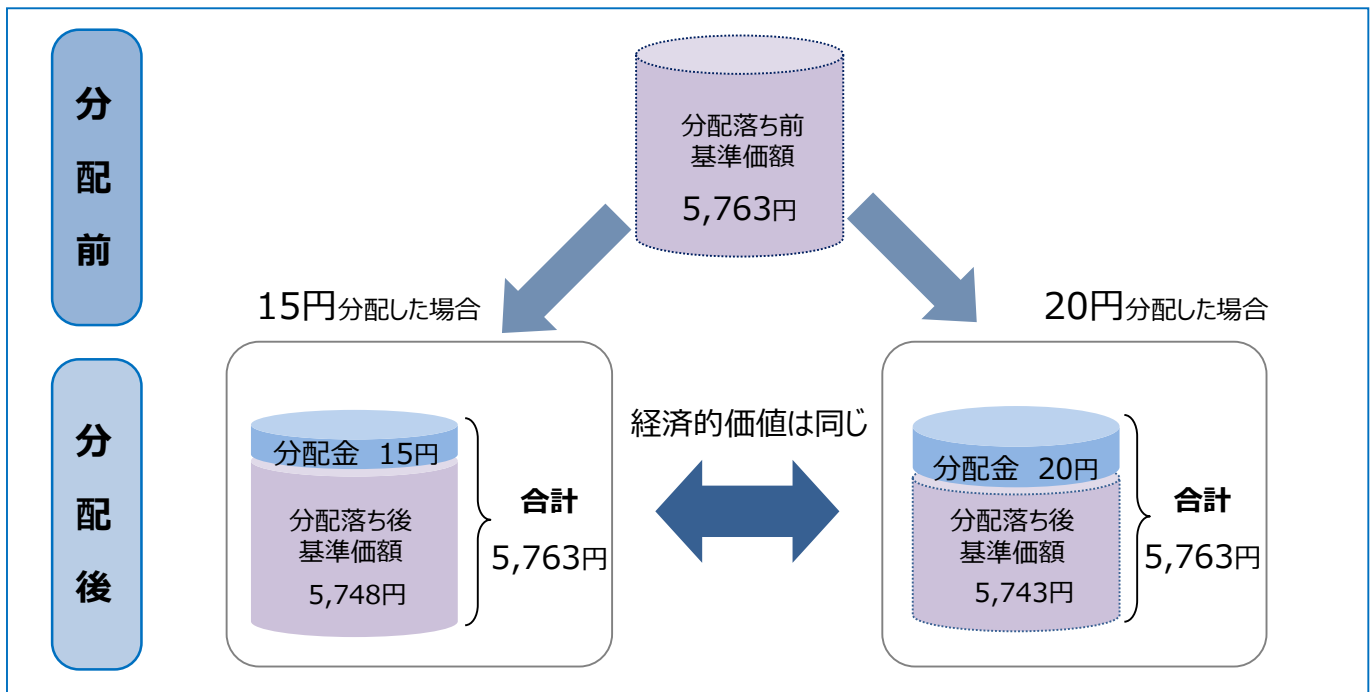 分配前
分配落ち前
基準価額
5,763円
15円分配した場合
20円分配した場合
分配後
分配金 15円
分配落ち後
基準価額
5,748円
合計
5,763円
経済的価値は同じ
分配金 20円
分配落ち後
基準価額
5,743円
合計
5,763円